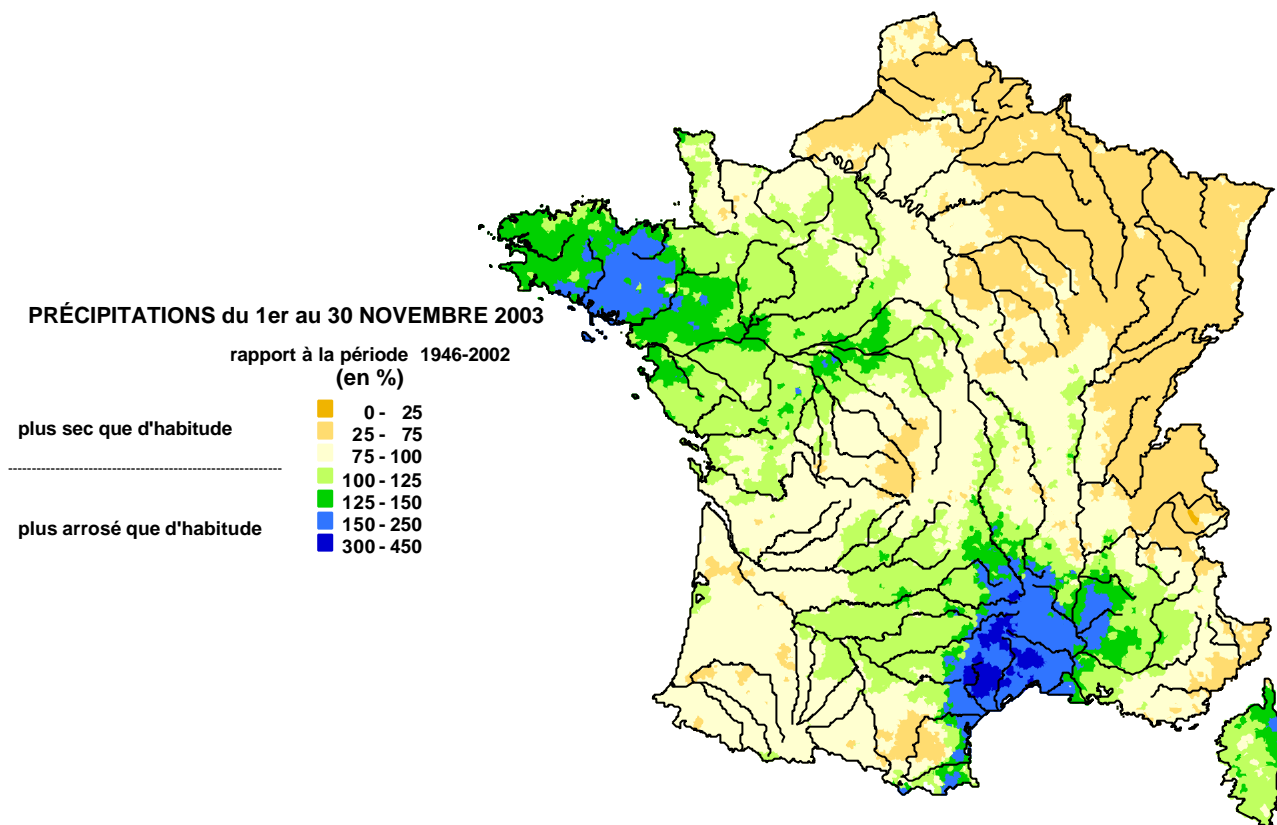 PRÉCIPITATIONS du 1er au 30 NOVEMBRE 2003
rapport à la période 1946-2002
(en %)
0 - 25
plus sec que d'habitude
25 - 75
75 - 100
100 - 125
125 - 150
plus arrosé que d'habitude
150 - 250
300 - 450